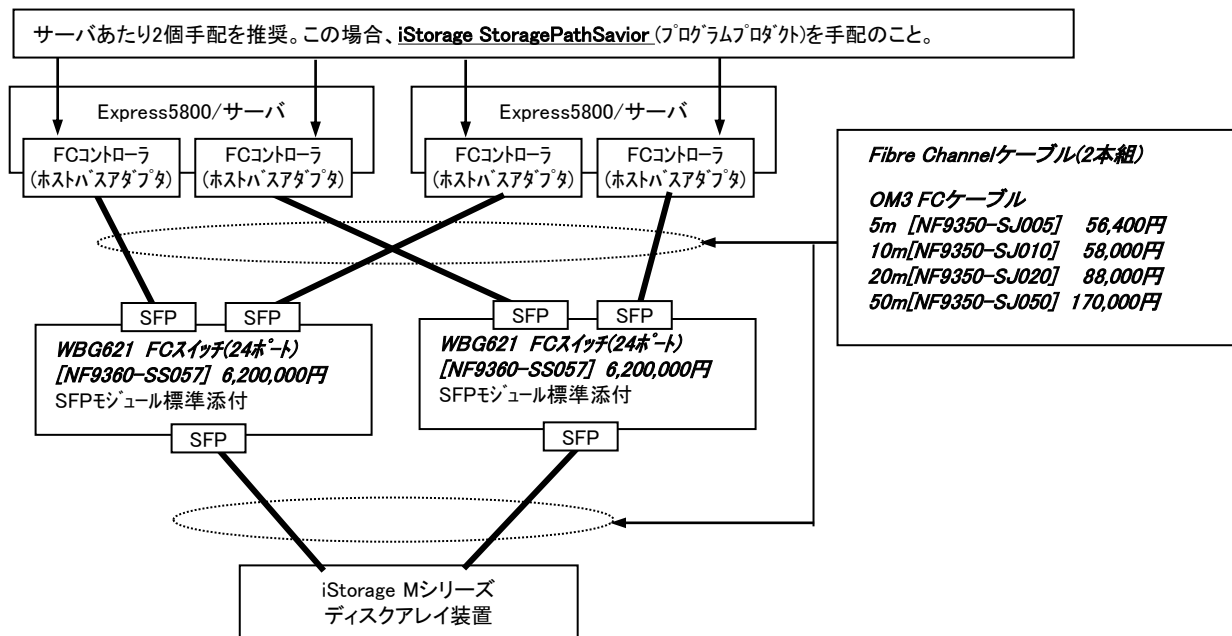 サーバあたり2個手配を推奨。この場合、iStorage StoragePathSavior (ﾌﾟﾛｸﾞﾗﾑﾌﾟﾛﾀﾞｸﾄ)を手配のこと。
Express5800/サーバ
Express5800/サーバ
FCｺﾝﾄﾛｰﾗ
(ﾎｽﾄﾊﾞｽｱﾀﾞﾌﾟﾀ)
FCｺﾝﾄﾛｰﾗ
(ﾎｽﾄﾊﾞｽｱﾀﾞﾌﾟﾀ)
FCｺﾝﾄﾛｰﾗ
(ﾎｽﾄﾊﾞｽｱﾀﾞﾌﾟﾀ)
FCｺﾝﾄﾛｰﾗ
(ﾎｽﾄﾊﾞｽｱﾀﾞﾌﾟﾀ)
Fibre Channelケーブル(2本組)
OM3 FCケーブル
5m [NF9350-SJ005] 56,400円
10m[NF9350-SJ010] 58,000円
20m[NF9350-SJ020] 88,000円
50m[NF9350-SJ050] 170,000円
SFP
SFP
SFP
SFP
WBG621 FCｽｲｯﾁ(24ﾎﾟｰﾄ)
[NF9360-SS057] 6,200,000円
SFPﾓｼﾞｭｰﾙ標準添付
WBG621 FCｽｲｯﾁ(24ﾎﾟｰﾄ)
[NF9360-SS057] 6,200,000円
SFPﾓｼﾞｭｰﾙ標準添付
SFP
SFP
iStorage Mシリーズ
ディスクアレイ装置